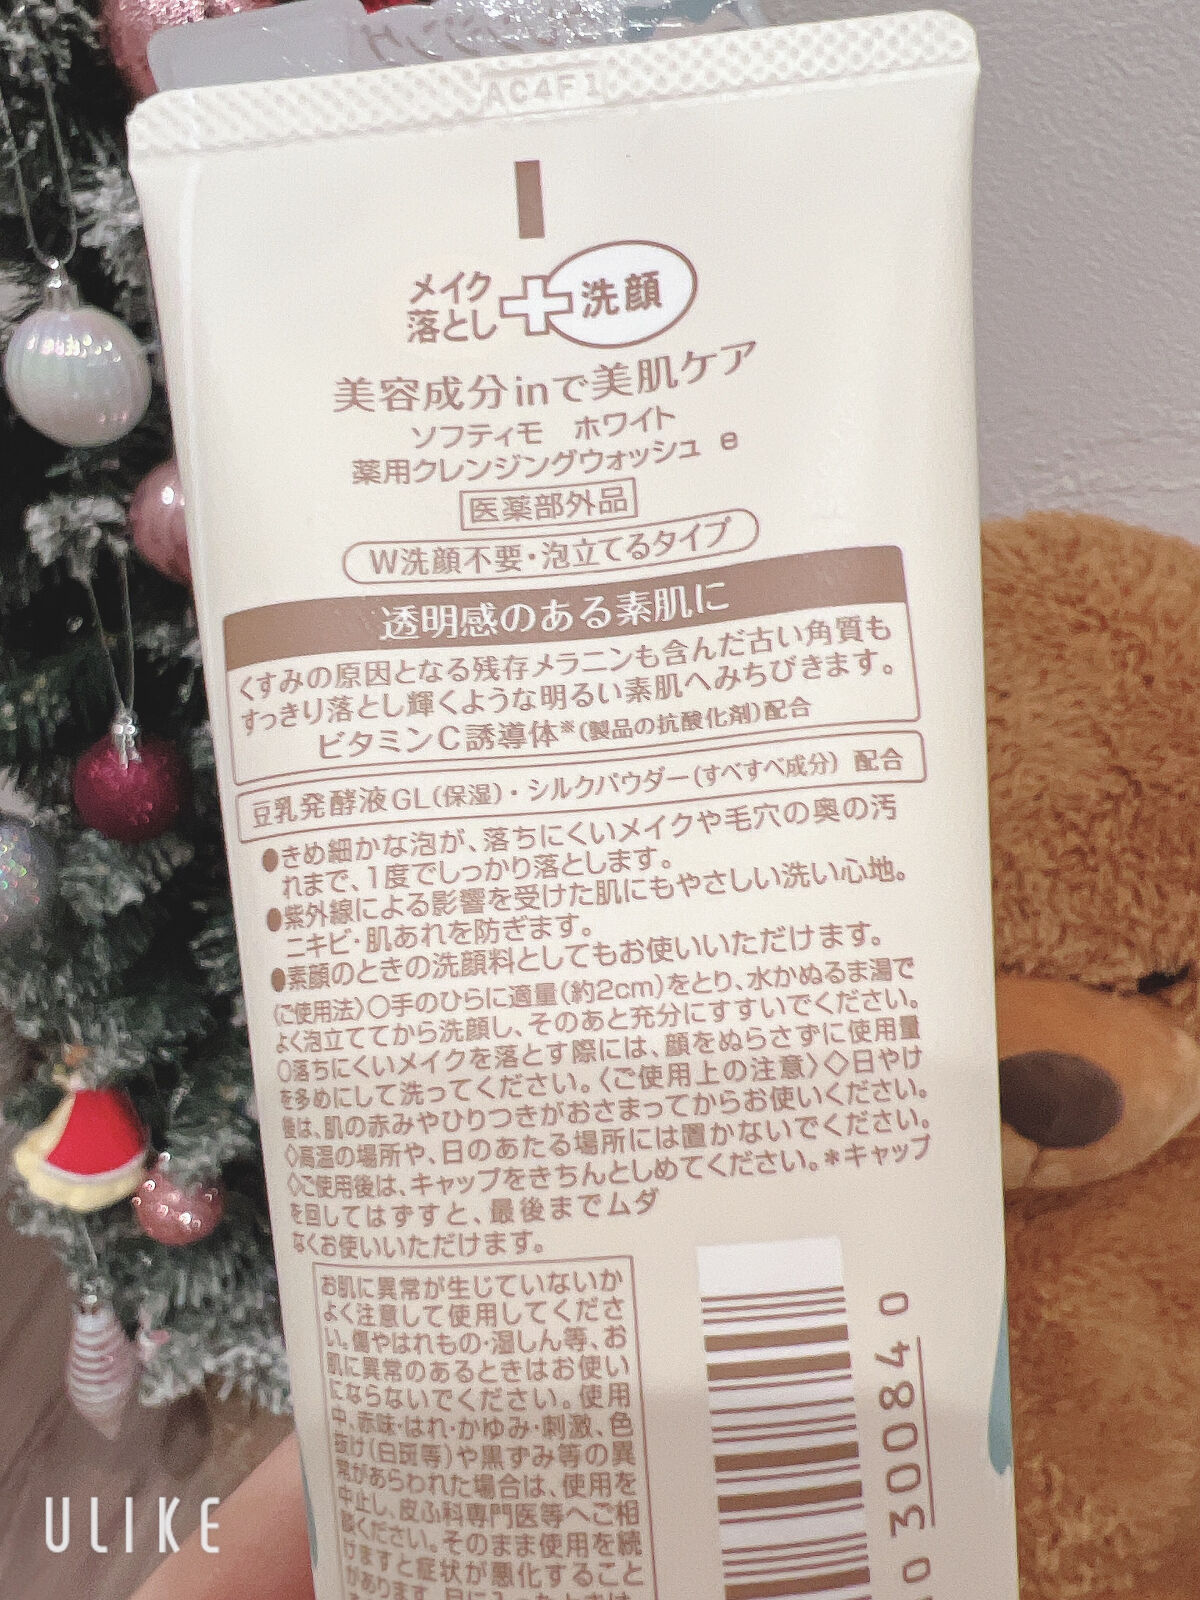 AC4F1
メイク落とし＋洗顔
美容成分inで美肌ケア
ソフティモ ホワイト
薬用クレンジングウォッシュ e
医薬部外品
W洗顔不要・泡立てるタイプ
透明感のある素肌に
くすみの原因となる残存メラニンも含んだ古い角質も
すっきり落とし輝くような明るい素肌へみちびきます。
ビタミンC誘導体※(製品の抗酸化剤)配合
豆乳発酵液GL(保湿)・シルクパウダー(すべすべ成分) 配合
●きめ細かな泡が、落ちにくいメイクや毛穴の奥の汚
れまで、1度でしっかり落とします。
●紫外線による影響を受けた肌にもやさしい洗い心地。
ニキビ・肌あれを防ぎます。
●素顔のときの洗顔料としてもお使いいただけます。
〈ご使用法〉○手のひらに適量(約2cm)をとり、水かぬるま湯で
よく泡立ててから洗顔し、そのあと充分にすすいでください。
○落ちにくいメイクを落とす際には、顔をぬらさずに使用量
を多めにして洗ってください。〈ご使用上の注意〉◇日やけ
後は、肌の赤みやひりつきがおさまってからお使いください。
◇高温の場所や、日のあたる場所には置かないでください。
◇ご使用後は、キャップをきちんとしめてください。＊キャップ
を回してはずすと、最後までムダ
なくお使いいただけます。
お肌に異常が生じていないか
よく注意して使用してくださ
い。傷やはれもの・湿しん等、お
肌に異常のあるときはお使い
にならないでください。使用
中、赤味・はれ・かゆみ・刺激、色
抜け(白斑等)や黒ずみ等の異
常があらわれた場合は、使用を
中止し、皮ふ科専門医等へご相
談ください。そのまま使用を続
けますと症状が悪化すること
があります。目に入ったときは
0 300840
ULIKE